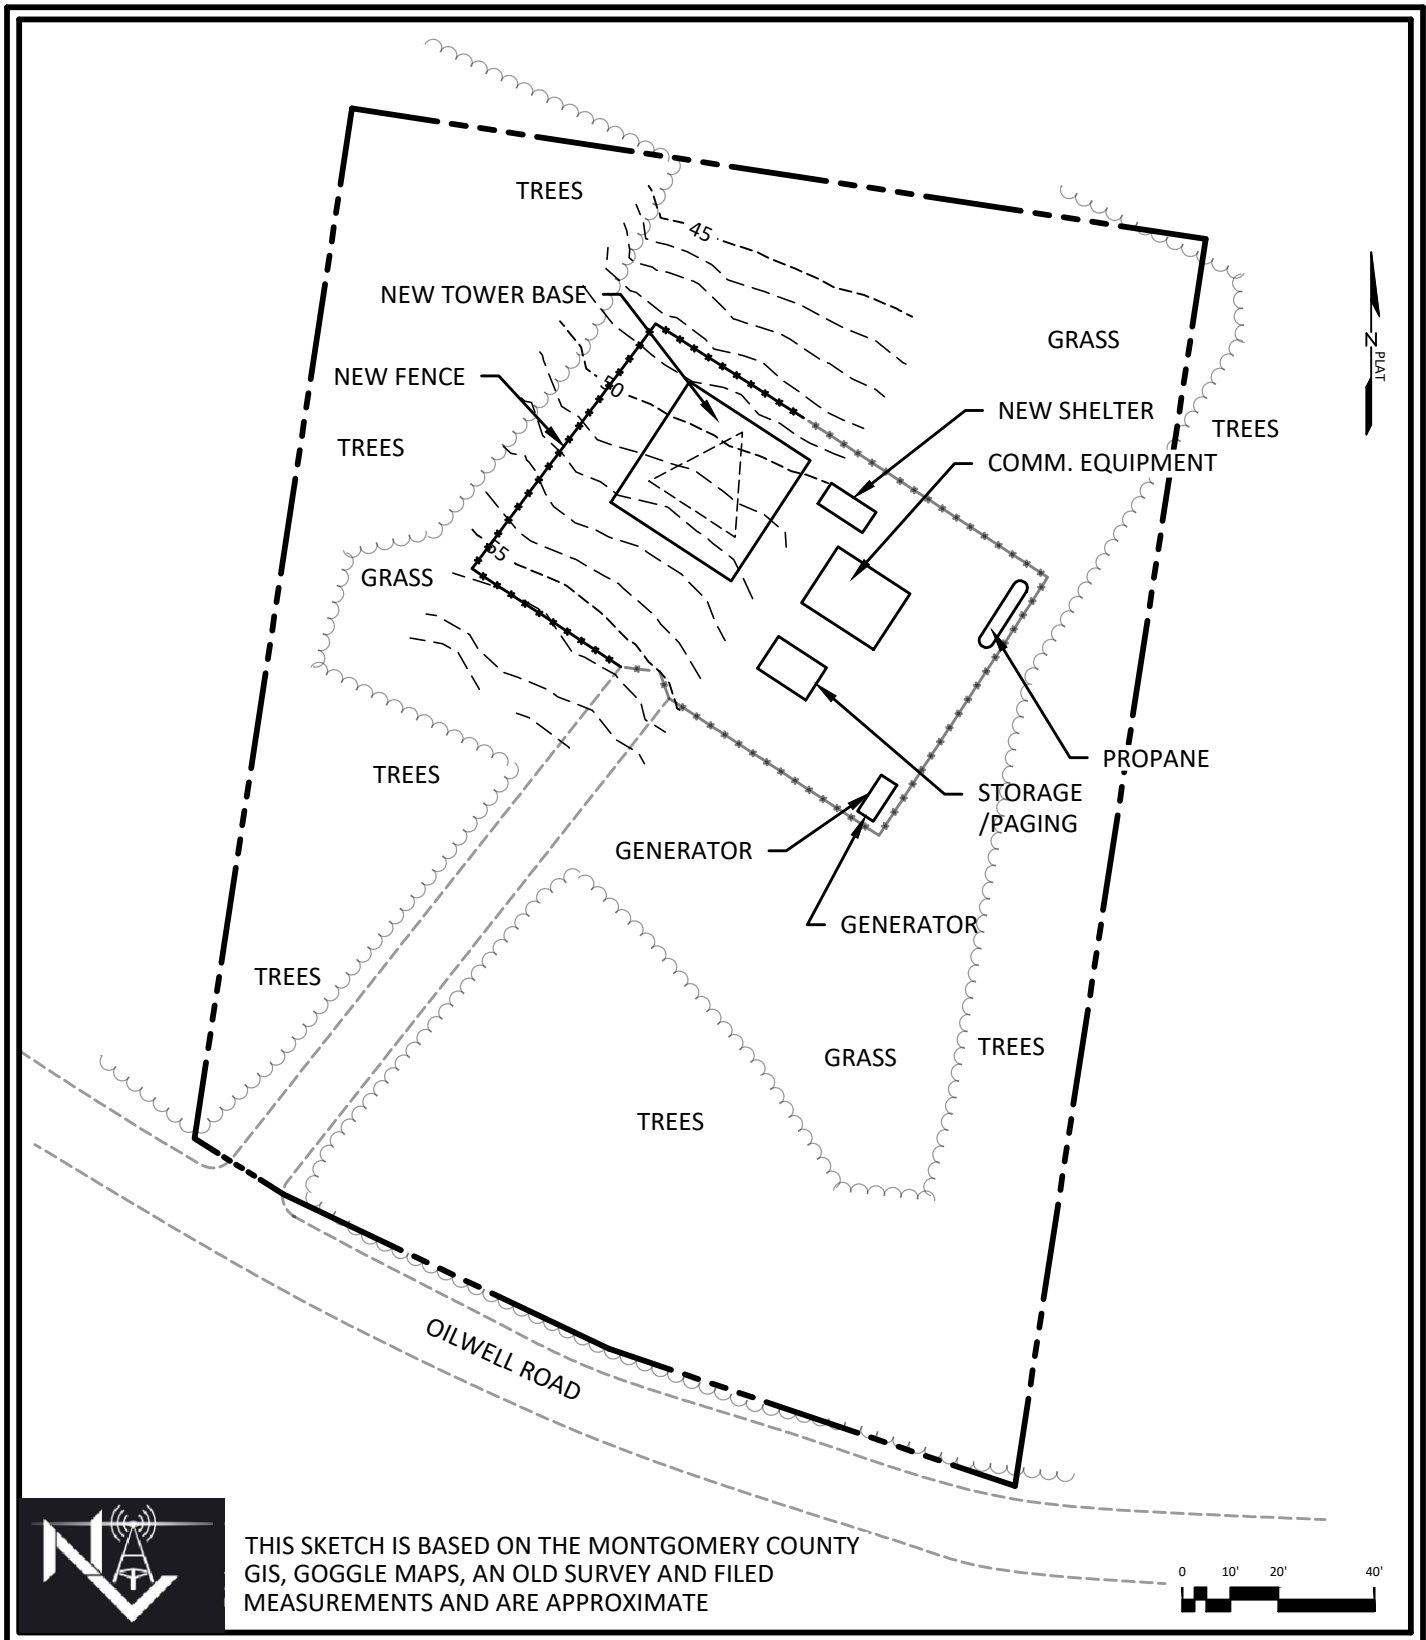 TREES
45
NEW TOWER BASE
GRASS
N
PLAT
NEW FENCE
50
NEW SHELTER
TREES
TREES
COMM. EQUIPMENT
55
GRASS
PROPANE
TREES
STORAGE
/PAGING
GENERATOR
GENERATOR
TREES
GRASS
TREES
TREES
OILWELL ROAD
NV
THIS SKETCH IS BASED ON THE MONTGOMERY COUNTY
GIS, GOGGLE MAPS, AN OLD SURVEY AND FILED
MEASUREMENTS AND ARE APPROXIMATE
0 10' 20' 40'